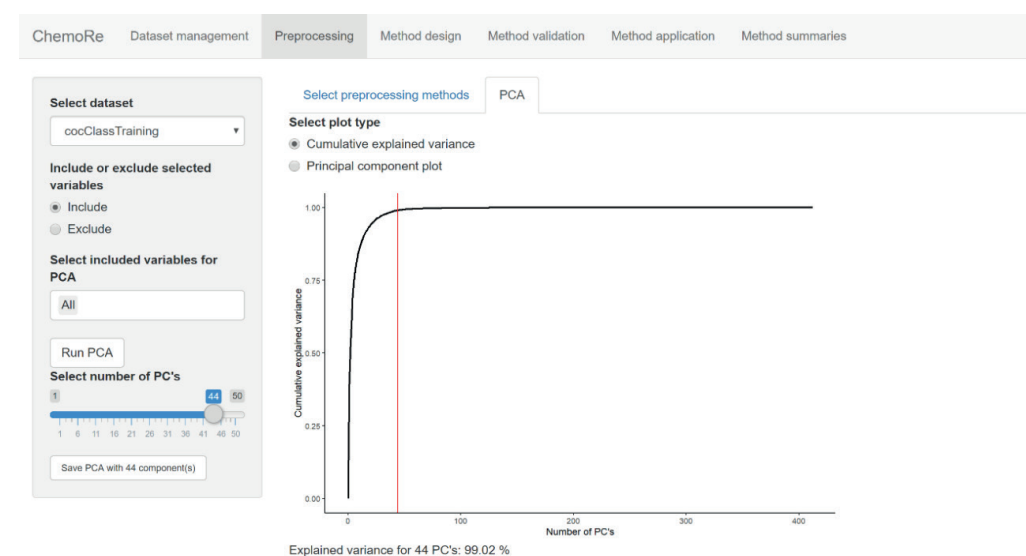 ChemoRe Dataset management Preprocessing Method design Method validation Method application Method summaries
Select dataset
cocClassTraining
Include or exclude selected
variables
Include
Exclude
Select included variables for
PCA
All
Run PCA
Select number of PC's
1 44 50
1 6 11 16 21 26 31 36 41 46 50
Save PCA with 44 component(s)
Select preprocessing methods PCA
Select plot type
Cumulative explained variance
Principal component plot
Cumulative explained variance
1.00
0.75
0.50
0.25
0.00
0 100 200 300 400
Number of PC's
Explained variance for 44 PC's: 99.02 %